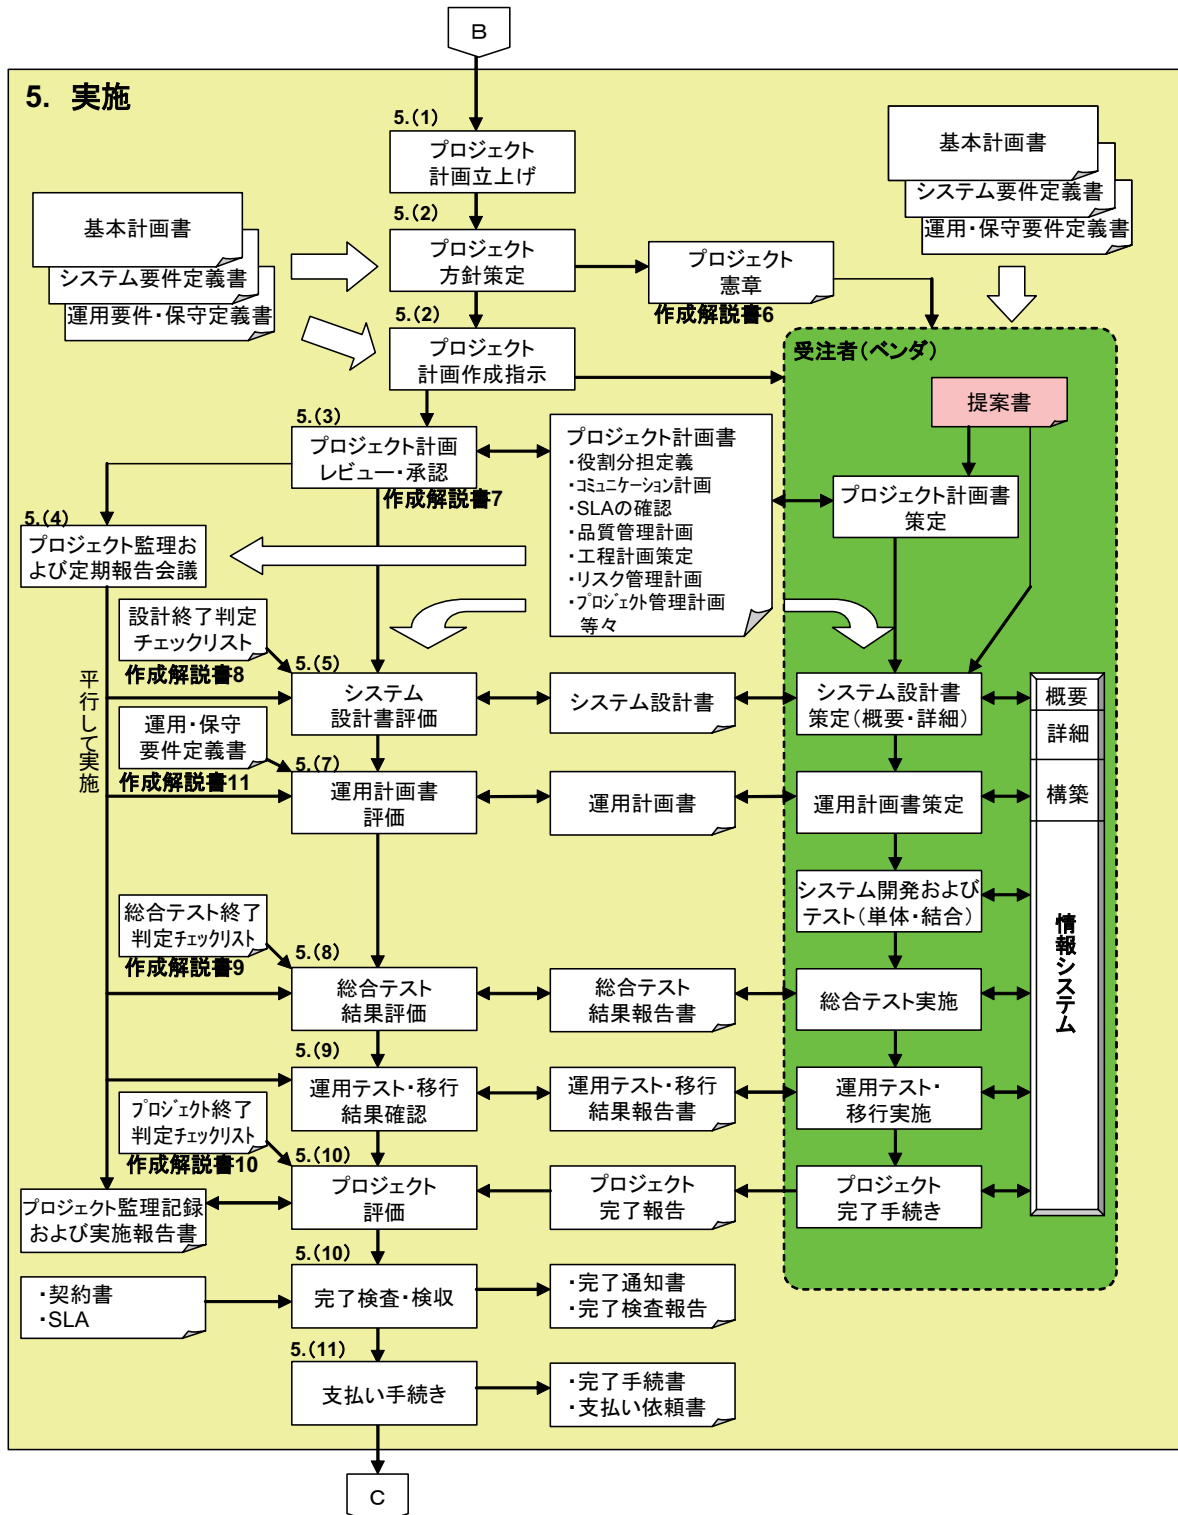 B
5. 実施
5.(1)
プロジェクト
計画立上げ
基本計画書
システム要件定義書
運用・保守要件定義書
5.(2)
プロジェクト
方針策定
基本計画書
システム要件定義書
運用要件・保守定義書
プロジェクト
憲章
作成解説書6
5.(2)
プロジェクト
計画作成指示
受注者(ベンダ)
提案書
5.(3)
プロジェクト計画
レビュー・承認
作成解説書7
プロジェクト計画書
・役割分担定義
・コミュニケーション計画
・SLAの確認
・品質管理計画
・工程計画策定
・リスク管理計画
・プロジェクト管理計画
等々
プロジェクト計画書
策定
5.(4)
プロジェクト監理お
よび定期報告会議
設計終了判定
チェックリスト
作成解説書8
平行して実施
5.(5)
システム
設計書評価
システム設計書
システム設計書
策定(概要・詳細)
概要
詳細
構築
情報システム
運用・保守
要件定義書
作成解説書11
5.(7)
運用計画書
評価
運用計画書
運用計画書策定
システム開発および
テスト(単体・結合)
総合テスト終了
判定チェックリスト
作成解説書9
5.(8)
総合テスト
結果評価
総合テスト
結果報告書
総合テスト実施
5.(9)
運用テスト・移行
結果確認
運用テスト・移行
結果報告書
運用テスト・
移行実施
プロジェクト終了
判定チェックリスト
作成解説書10
5.(10)
プロジェクト
評価
プロジェクト
完了報告
プロジェクト
完了手続き
プロジェクト監理記録
および実施報告書
5.(10)
完了検査・検収
・契約書
・SLA
・完了通知書
・完了検査報告
5.(11)
支払い手続き
・完了手続書
・支払い依頼書
C